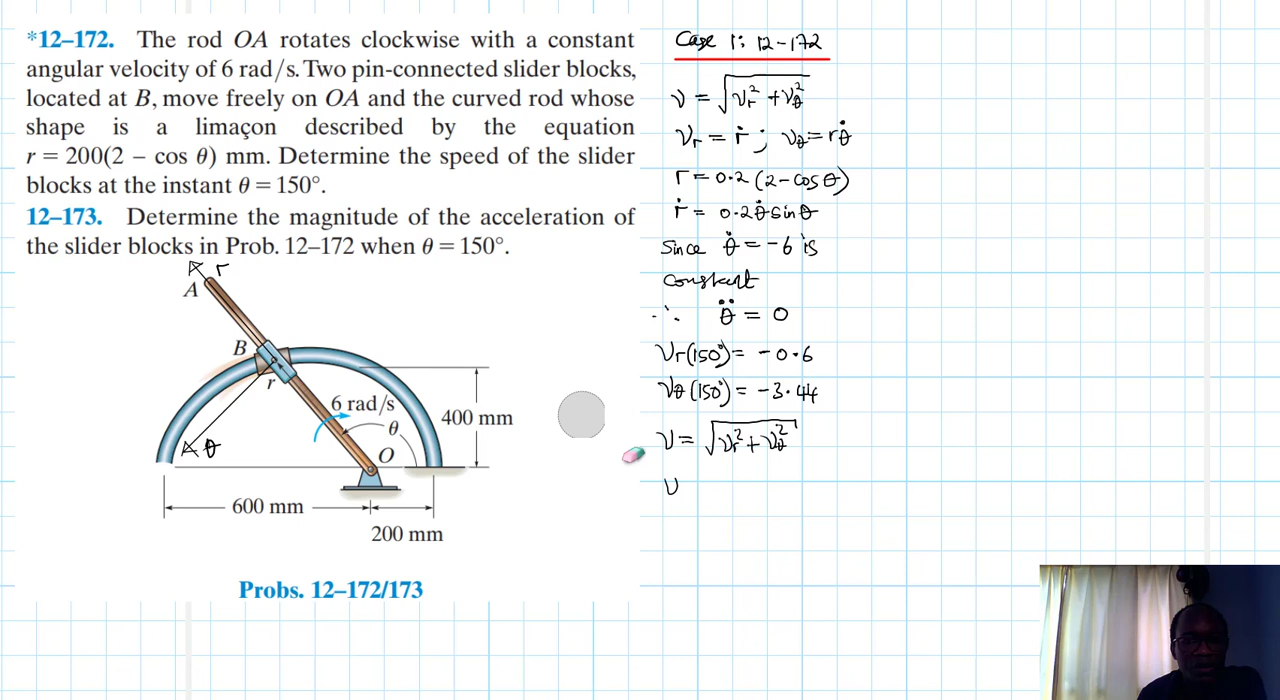 *12–172. The rod OA rotates clockwise with a constant
angular velocity of 6 rad/s. Two pin-connected slider blocks,
located at B, move freely on OA and the curved rod whose
shape is a limaçon described by the equation
r = 200(2 − cos θ) mm. Determine the speed of the slider
blocks at the instant θ = 150°.
12–173. Determine the magnitude of the acceleration of
the slider blocks in Prob. 12–172 when θ = 150°.
r
A
B
r
6 rad/s
θ
400 mm
θ
O
600 mm
200 mm
Probs. 12–172/173
Case 1: 12-172
v = √(vr² + vθ²)
vr = ṙ ; vθ = rθ̇
r = 0.2 (2-cosθ)
ṙ = 0.2θ̇ sinθ
Since θ̇ = -6 is
constant
∴ θ̈ = 0
vr(150°) = -0.6
vθ(150°) = -3.44
v = √(vr² + vθ²)
v